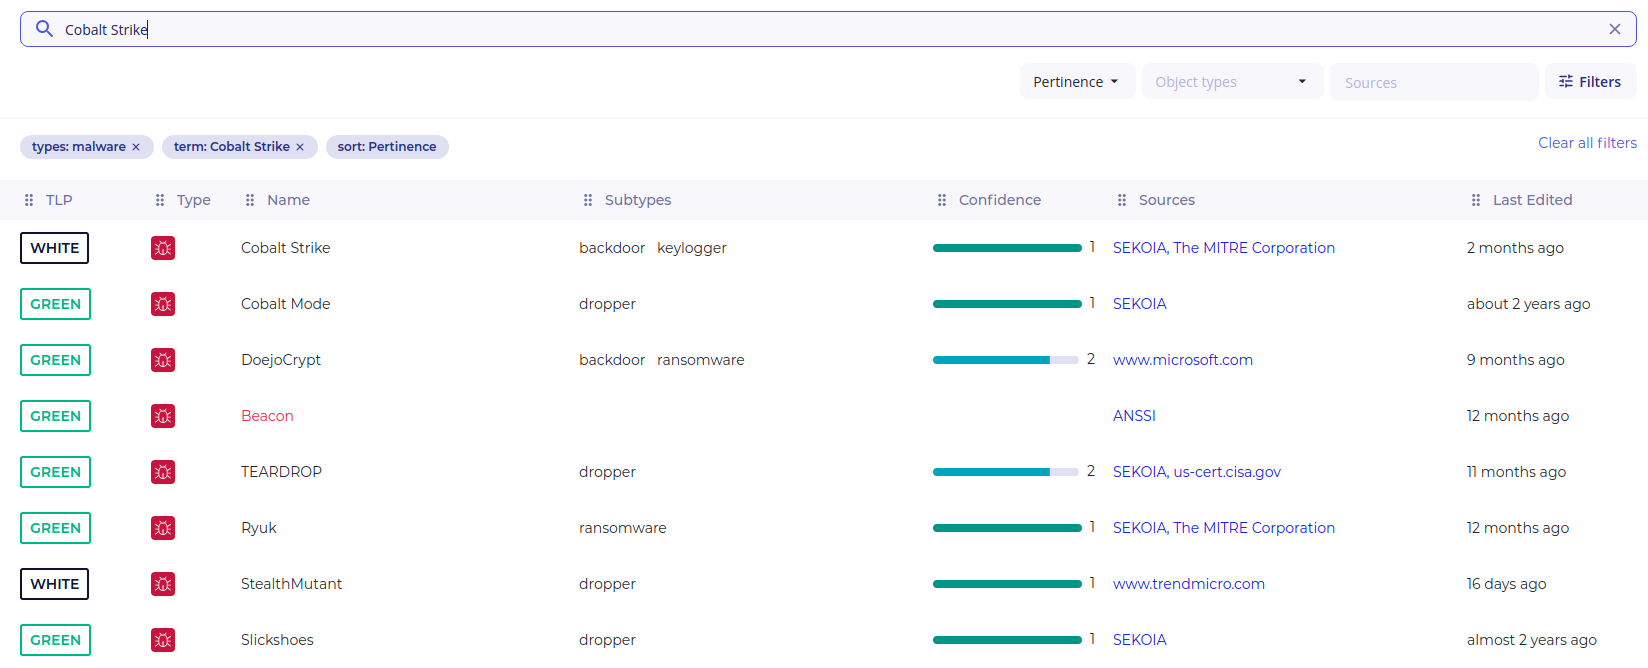 Cobalt Strike
Pertinence Object types Sources Filters
types: malware × term: Cobalt Strike × sort: Pertinence Clear all filters
TLP Type Name Subtypes Confidence Sources Last Edited
WHITE Cobalt Strike backdoor keylogger 1 SEKOIA, The MITRE Corporation 2 months ago
GREEN Cobalt Mode dropper 1 SEKOIA about 2 years ago
GREEN DoejoCrypt backdoor ransomware 2 www.microsoft.com 9 months ago
GREEN Beacon ANSSI 12 months ago
GREEN TEARDROP dropper 2 SEKOIA, us-cert.cisa.gov 11 months ago
GREEN Ryuk ransomware 1 SEKOIA, The MITRE Corporation 12 months ago
WHITE StealthMutant dropper 1 www.trendmicro.com 16 days ago
GREEN Slickshoes dropper 1 SEKOIA almost 2 years ago